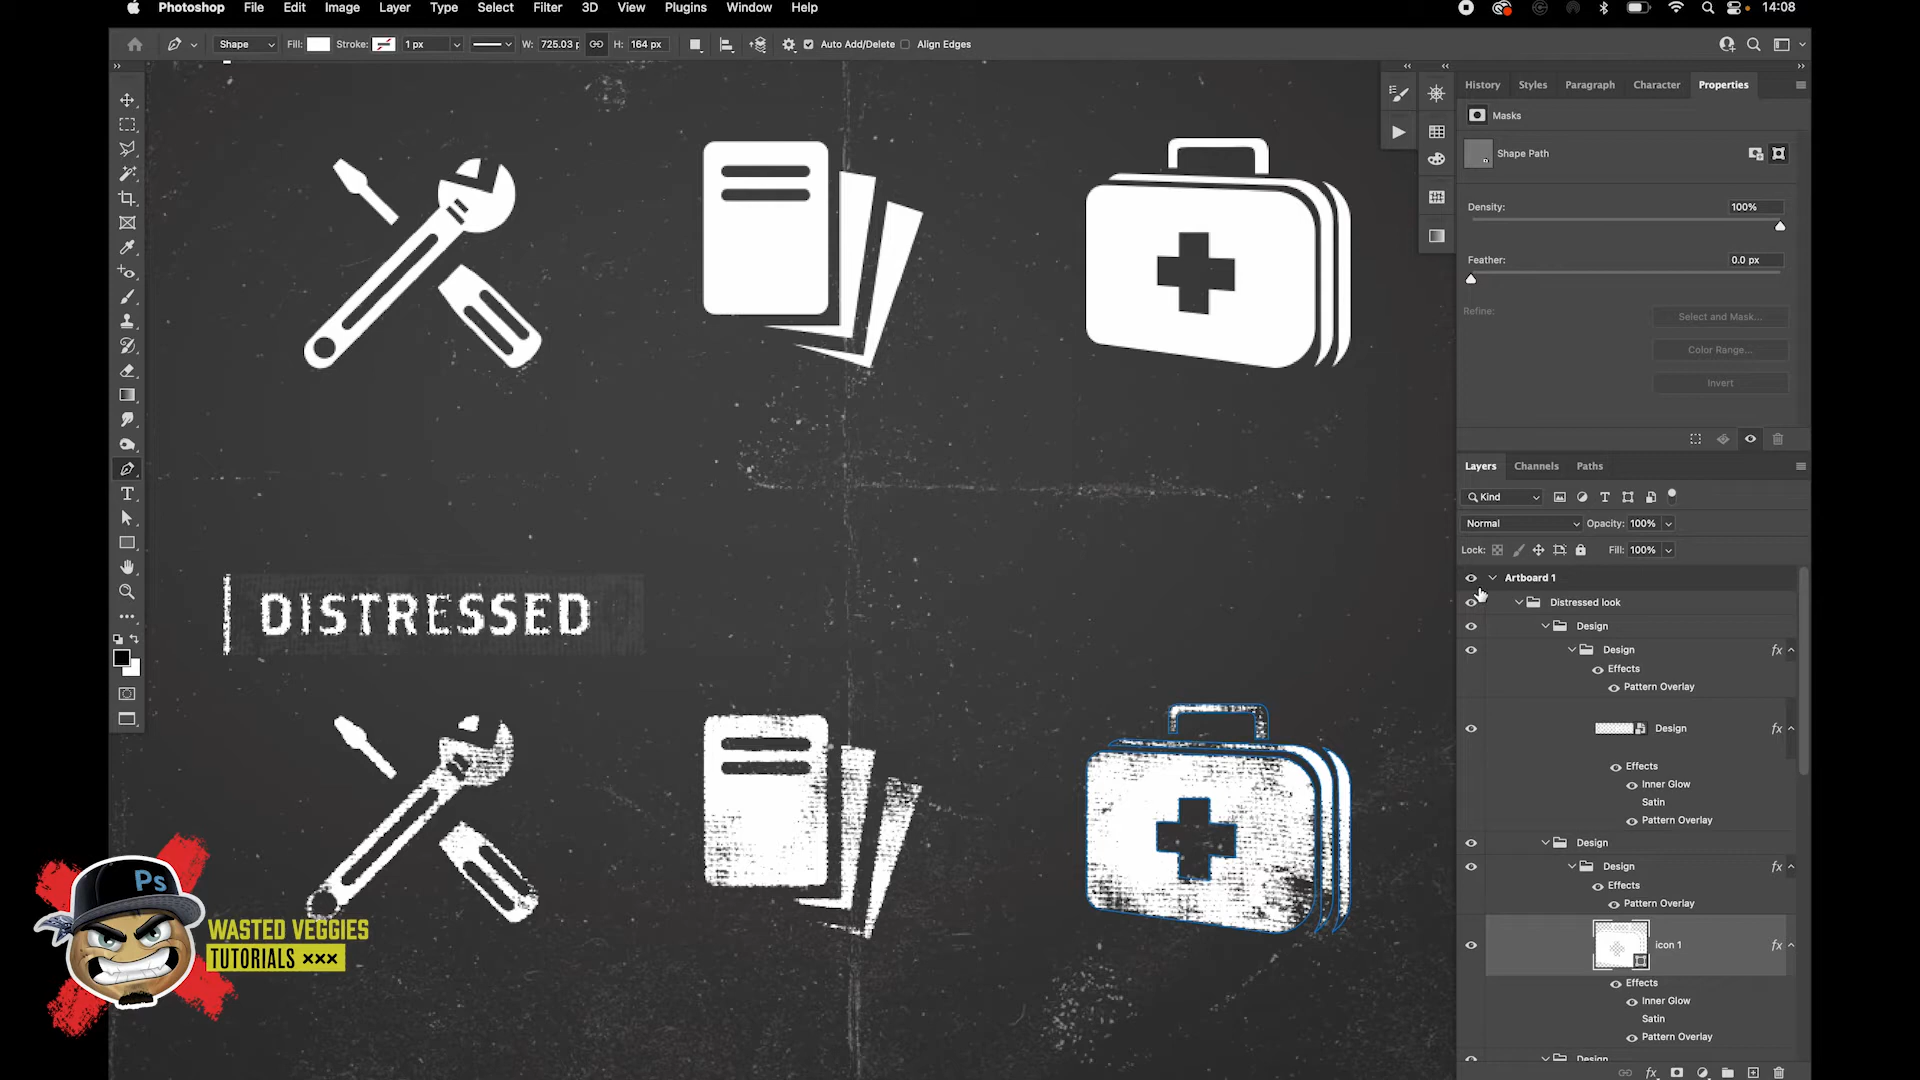 Photoshop File Edit Image Layer Type Select Filter 3D View Plugins Window Help 14:08
Shape Fill: Stroke: 1 px W: 725.03 p H: 164 px Auto Add/Delete Align Edges
History Styles Paragraph Character Properties
Masks
Shape Path
Density: 100%
Feather: 0.0 px
Refine: Select and Mask...
Color Range...
Invert
Layers Channels Paths
Kind
Normal Opacity: 100%
Lock: Fill: 100%
Artboard 1
Distressed look
Design
Design fx
Effects
Pattern Overlay
Design fx
Effects
Inner Glow
Satin
Pattern Overlay
Design
Design fx
Effects
Pattern Overlay
icon 1 fx
Effects
Inner Glow
Satin
Pattern Overlay
Design
fx
DISTRESSED
Ps
WASTED VEGGIES
TUTORIALS ×××